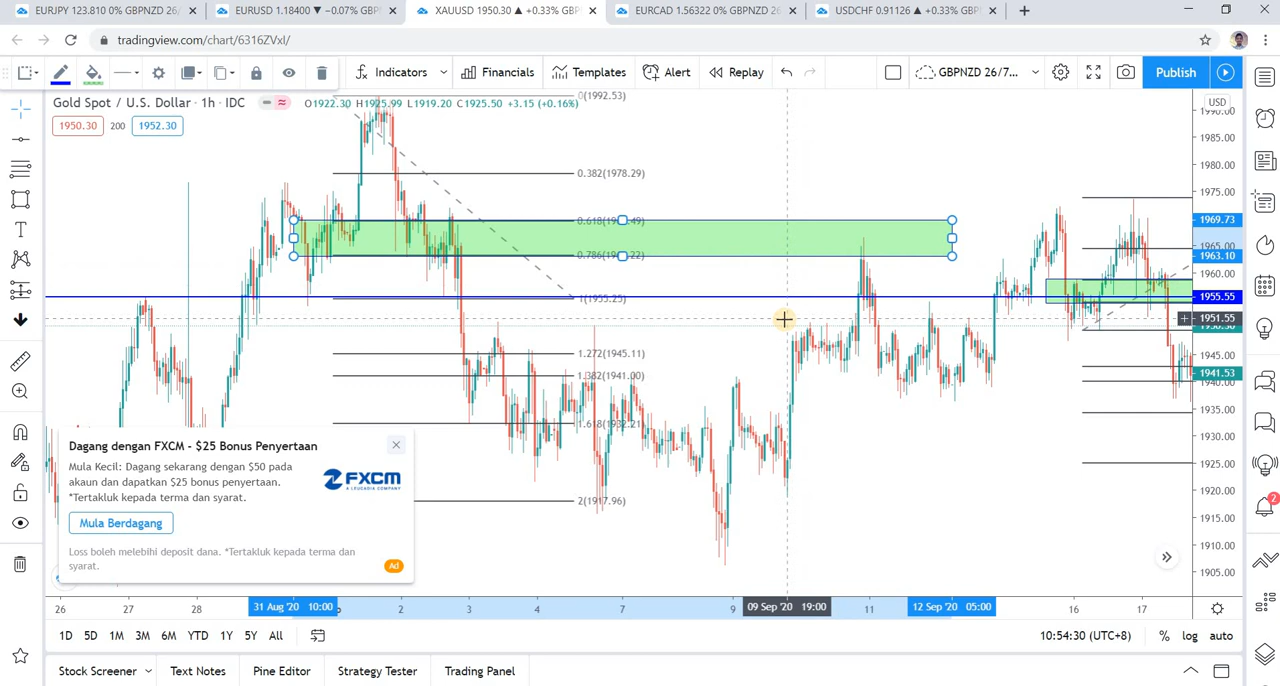 EURJPY 123.810 0% GBPNZD 26/
EURUSD 1.18400 ▼ −0.07% GBP
XAUUSD 1950.30 ▲ +0.33% GBP
EURCAD 1.56322 GBPNZD 26
USDCHF 0.91126 ▲ +0.33% GBP
tradingview.com/chart/6316ZVxI/
Indicators
Financials
Templates
Alert
Replay
GBPNZD 26/7...
Publish
Gold Spot / U.S. Dollar · 1h · IDC
O1922.30 H1925.99 L1919.20 C1925.50 +3.15 (+0.16%)
1950.30 200 1952.30
USD
0(1992.53)
0.382(1978.29)
1(1955.25)
1.272(1945.11)
1.382(1941.00)
1.618(1932.21)
2(1917.96)
1990.00
1985.00
1980.00
1975.00
1969.73
1965.00
1963.10
1960.00
1955.55
1951.55
1950.30
1945.00
1941.53
1940.00
1935.00
1930.00
1925.00
1920.00
1915.00
1910.00
1905.00
2
Dagang dengan FXCM - $25 Bonus Penyertaan
Mula Kecil: Dagang sekarang dengan $50 pada
akaun dan dapatkan $25 bonus penyertaan.
*Tertakluk kepada terma dan syarat.
FXCM
A LEUCADIA COMPANY
Mula Berdagang
Loss boleh melebihi deposit dana. *Tertakluk kepada terma dan
syarat.
Ad
26 27 28 31 Aug '20 10:00 2 3 4 7 9 09 Sep '20 19:00 11 12 Sep '20 05:00 16 17
1D 5D 1M 3M 6M YTD 1Y 5Y All
10:54:30 (UTC+8) % log auto
Stock Screener Text Notes Pine Editor Strategy Tester Trading Panel